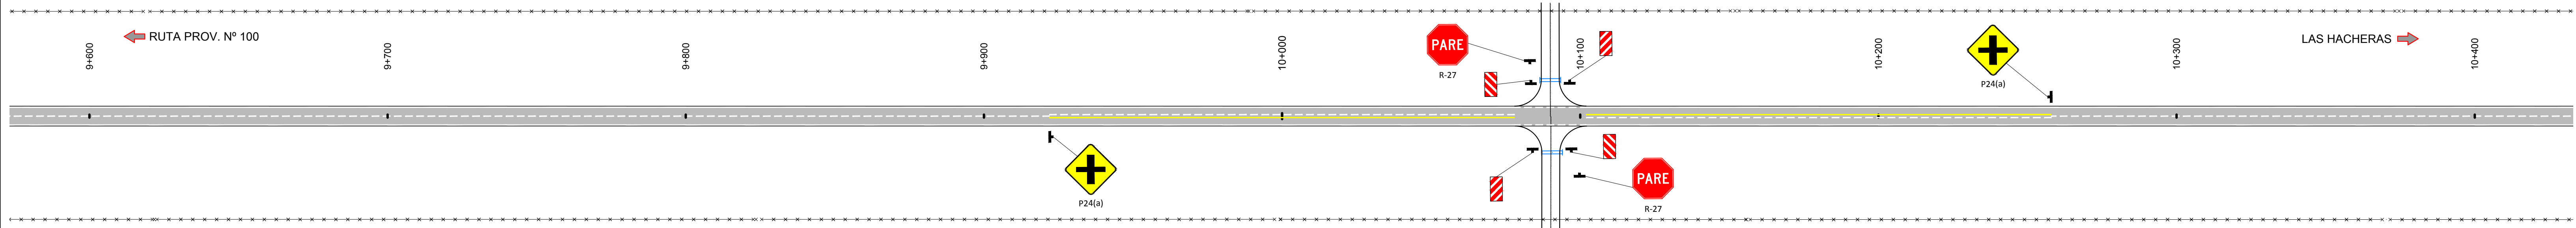 RUTA PROV. Nº 100
LAS HACHERAS
9+600
9+700
9+800
9+900
10+000
10+100
10+200
10+300
10+400
PARE
R-27
P24(a)
P24(a)
PARE
R-27